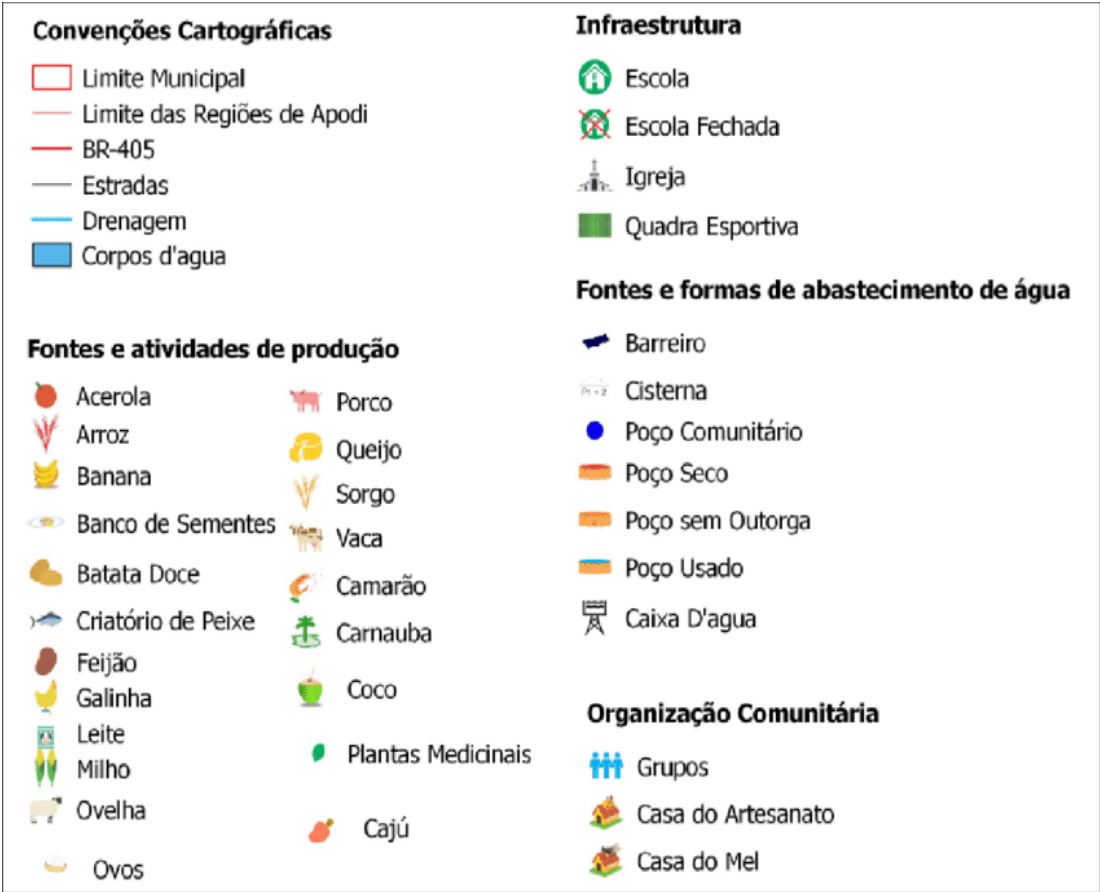 Convenções Cartográficas
Limite Municipal
Limite das Regiões de Apodi
BR-405
Estradas
Drenagem
Corpos d'agua
Fontes e atividades de produção
Acerola
Arroz
Banana
Banco de Sementes
Batata Doce
Criatório de Peixe
Feijão
Galinha
Leite
Milho
Ovelha
Ovos
Porco
Queijo
Sorgo
Vaca
Camarão
Carnauba
Coco
Plantas Medicinais
Cajú
Infraestrutura
Escola
Escola Fechada
Igreja
Quadra Esportiva
Fontes e formas de abastecimento de água
Barreiro
P1+2 Cisterna
Poço Comunitário
Poço Seco
Poço sem Outorga
Poço Usado
Caixa D'agua
Organização Comunitária
Grupos
Casa do Artesanato
Casa do Mel